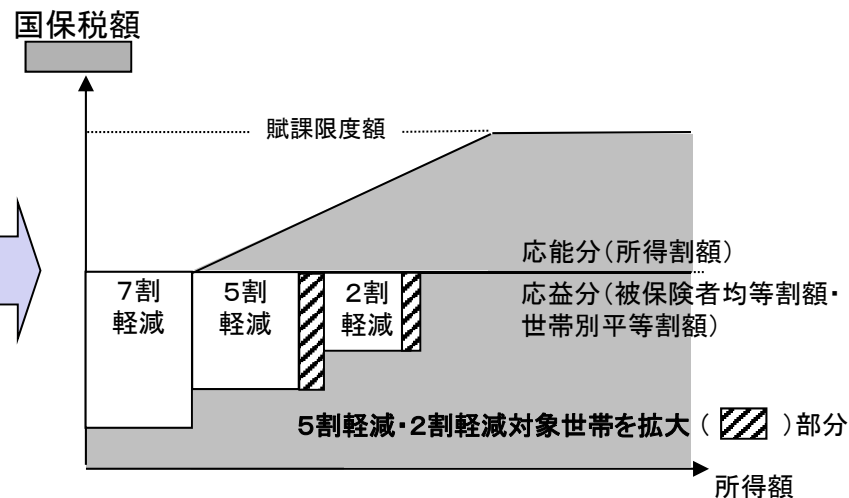 国保税額
賦課限度額
応能分（所得割額）
7割
軽減
5割
軽減
2割
軽減
応益分（被保険者均等割額・
世帯別平等割額）
5割軽減・2割軽減対象世帯を拡大（　）部分
所得額